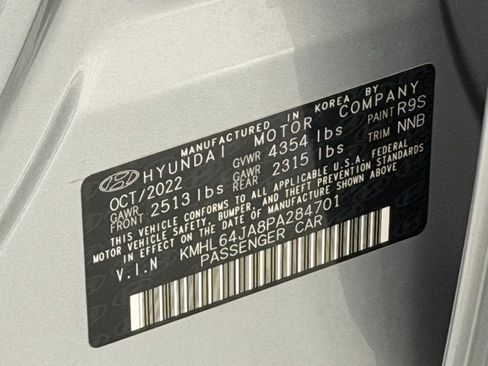 MANUFACTURED IN KOREA BY
HYUNDAI MOTOR COMPANY
OCT/2022 GVWR 4354 lbs PAINT R9S
GAWR FRONT 2513 lbs GAWR REAR 2315 lbs TRIM NNB
THIS VEHICLE CONFORMS TO ALL APPLICABLE U.S.A. FEDERAL
MOTOR VEHICLE SAFETY, BUMPER, AND THEFT PREVENTION STANDARDS
IN EFFECT ON THE DATE OF MANUFACTURE SHOWN ABOVE.
V.I.N KMHL64JA8PA284701
PASSENGER CAR